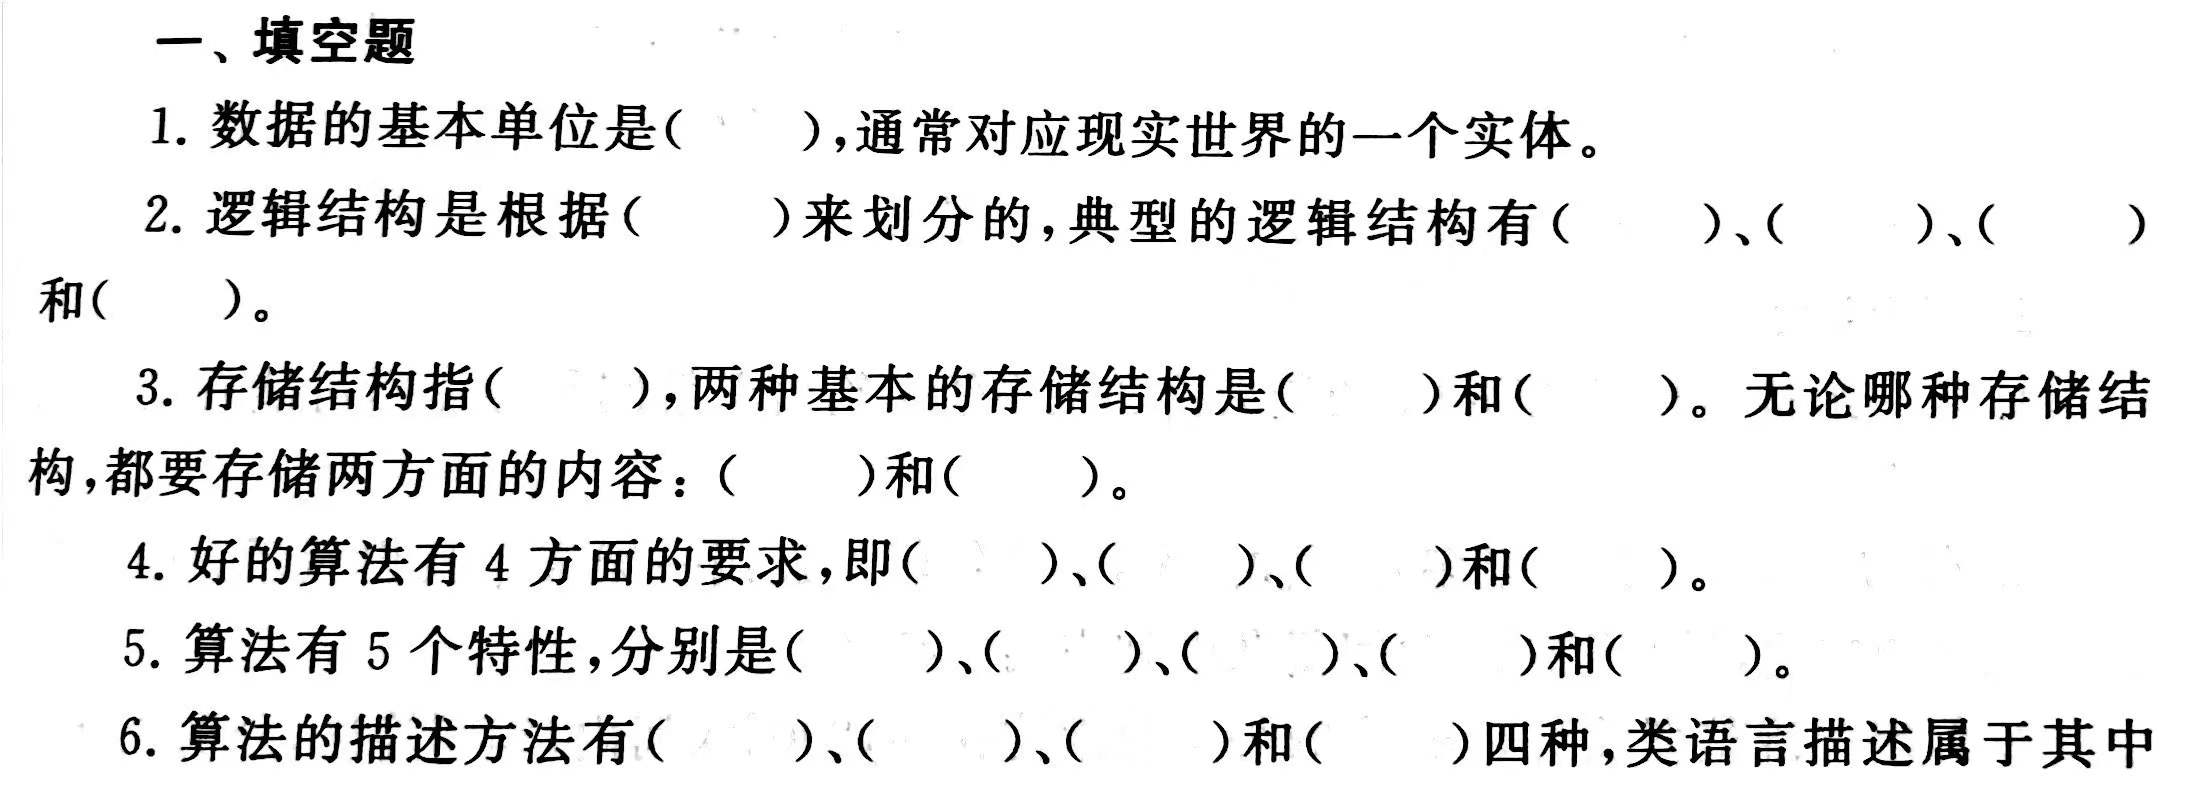 一、填空题
1. 数据的基本单位是(　　),通常对应现实世界的一个实体。
2. 逻辑结构是根据(　　)来划分的,典型的逻辑结构有(　　)、(　　)、(　　)
和(　　)。
3. 存储结构指(　　),两种基本的存储结构是(　　)和(　　)。无论哪种存储结
构,都要存储两方面的内容:(　　)和(　　)。
4. 好的算法有 4 方面的要求,即(　　)、(　　)、(　　)和(　　)。
5. 算法有 5 个特性,分别是(　　)、(　　)、(　　)、(　　)和(　　)。
6. 算法的描述方法有(　　)、(　　)、(　　)和(　　)四种,类语言描述属于其中